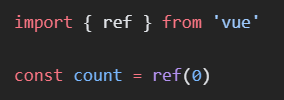 import { ref } from 'vue'
const count = ref(0)